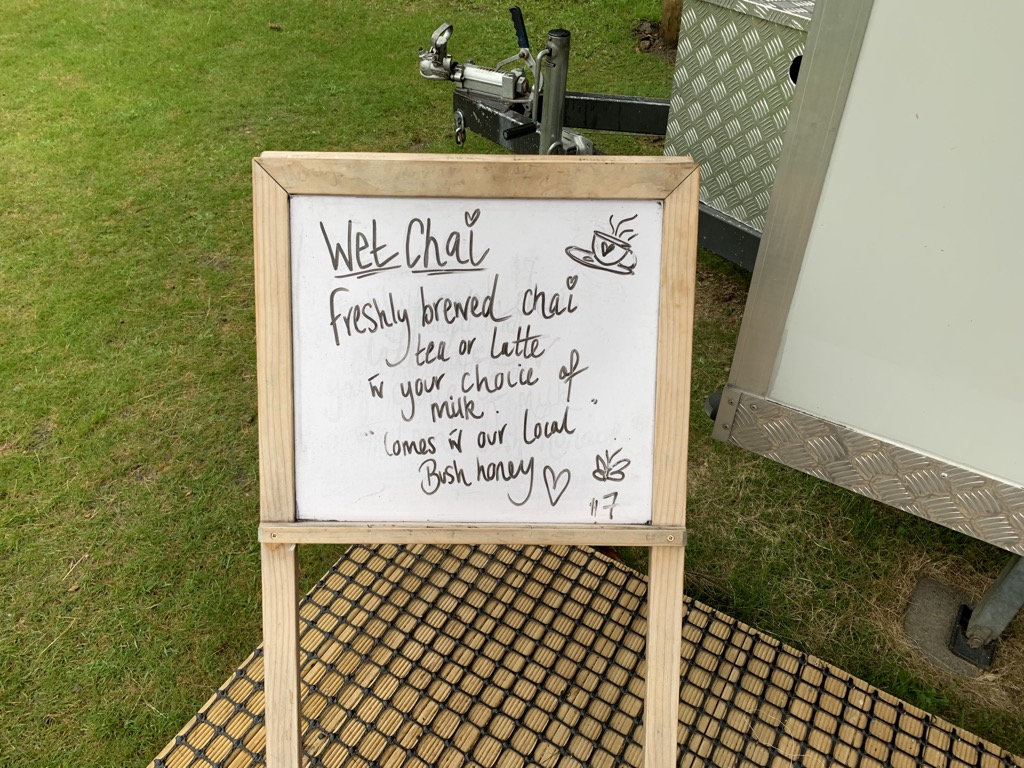 Wet Chai
freshly brewed chai
tea or latte
w your choice of
milk.
"Comes w our Local"
Bush honey
"7